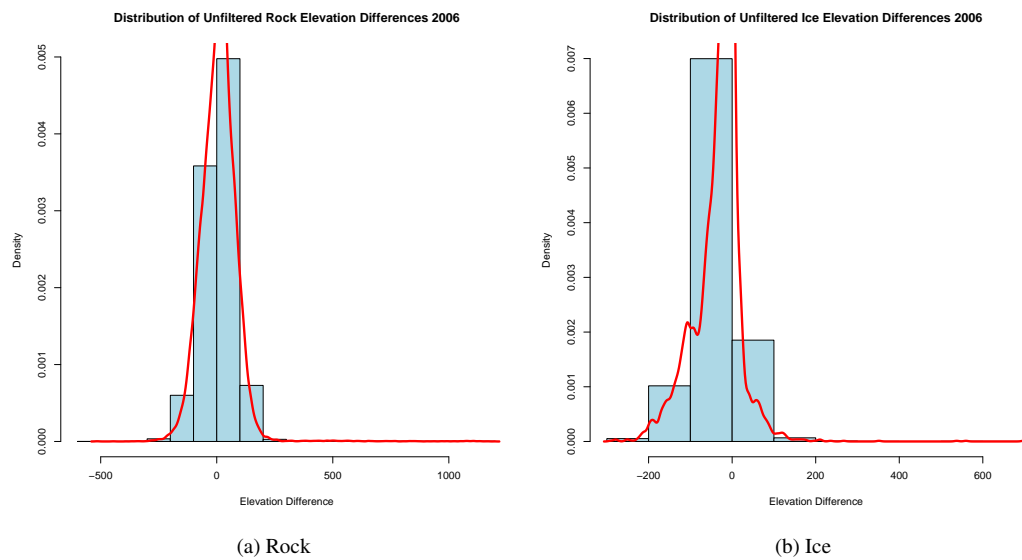 Distribution of Unfiltered Rock Elevation Differences 2006
Density
0.005
0.004
0.003
0.002
0.001
0.000
−500 0 500 1000
Elevation Difference
(a) Rock
Distribution of Unfiltered Ice Elevation Differences 2006
Density
0.007
0.006
0.005
0.004
0.003
0.002
0.001
0.000
−200 0 200 400 600
Elevation Difference
(b) Ice